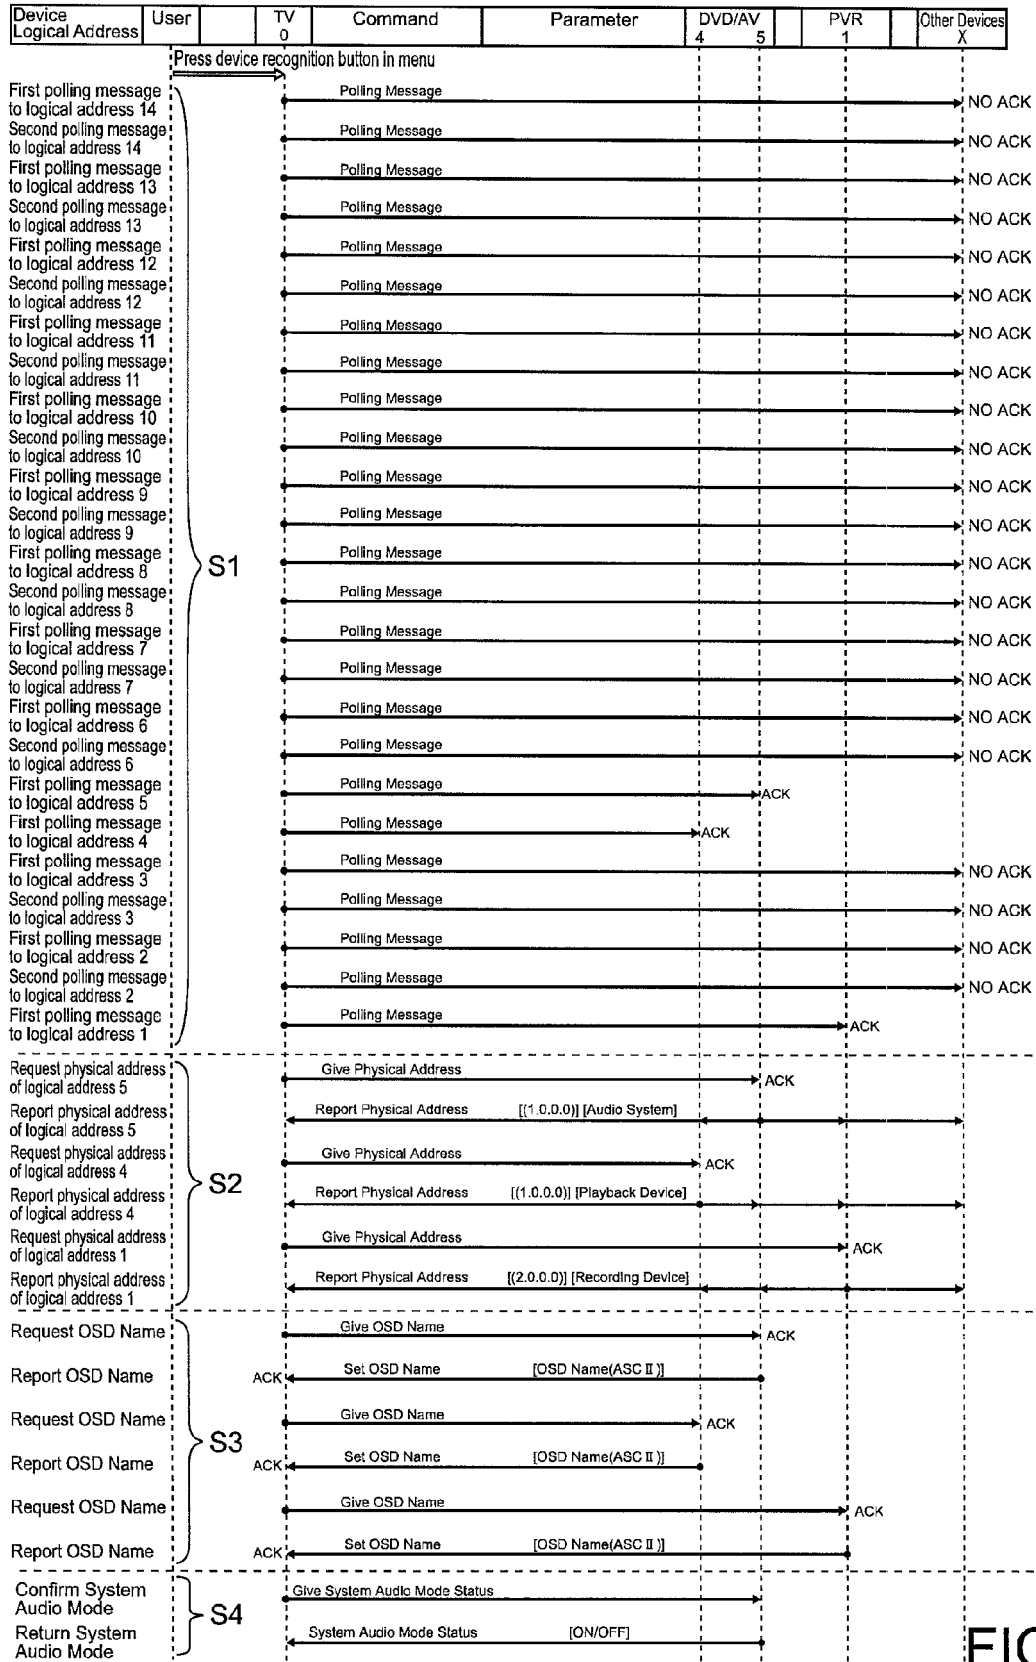 Device
Logical Address
User
TV
0
Command
Parameter
DVD/AV
4 5
PVR
1
Other Devices
X
Press device recognition button in menu
First polling message
to logical address 14
Polling Message
NO ACK
Second polling message
to logical address 14
Polling Message
NO ACK
First polling message
to logical address 13
Polling Message
NO ACK
Second polling message
to logical address 13
Polling Message
NO ACK
First polling message
to logical address 12
Polling Message
NO ACK
Second polling message
to logical address 12
Polling Message
NO ACK
First polling message
to logical address 11
Polling Message
NO ACK
Second polling message
to logical address 11
Polling Message
NO ACK
First polling message
to logical address 10
Polling Message
NO ACK
Second polling message
to logical address 10
Polling Message
NO ACK
First polling message
to logical address 9
Polling Message
NO ACK
Second polling message
to logical address 9
Polling Message
NO ACK
First polling message
to logical address 8
S1
Polling Message
NO ACK
Second polling message
to logical address 8
Polling Message
NO ACK
First polling message
to logical address 7
Polling Message
NO ACK
Second polling message
to logical address 7
Polling Message
NO ACK
First polling message
to logical address 6
Polling Message
NO ACK
Second polling message
to logical address 6
Polling Message
NO ACK
First polling message
to logical address 5
Polling Message
ACK
First polling message
to logical address 4
Polling Message
ACK
First polling message
to logical address 3
Polling Message
NO ACK
Second polling message
to logical address 3
Polling Message
NO ACK
First polling message
to logical address 2
Polling Message
NO ACK
Second polling message
to logical address 2
Polling Message
NO ACK
First polling message
to logical address 1
Polling Message
ACK
Request physical address
of logical address 5
Give Physical Address
ACK
Report physical address
of logical address 5
Report Physical Address [(1.0.0.0)] [Audio System]
Request physical address
of logical address 4
Give Physical Address
ACK
S2
Report physical address
of logical address 4
Report Physical Address [(1.0.0.0)] [Playback Device]
Request physical address
of logical address 1
Give Physical Address
ACK
Report physical address
of logical address 1
Report Physical Address [(2.0.0.0)] [Recording Device]
Request OSD Name
Give OSD Name
ACK
Report OSD Name
ACK
Set OSD Name [OSD Name(ASC II )]
Request OSD Name
Give OSD Name
ACK
S3
Report OSD Name
ACK
Set OSD Name [OSD Name(ASC II )]
Request OSD Name
Give OSD Name
ACK
Report OSD Name
ACK
Set OSD Name [OSD Name(ASC II )]
Confirm System
Audio Mode
Give System Audio Mode Status
S4
Return System
Audio Mode
System Audio Mode Status [ON/OFF]